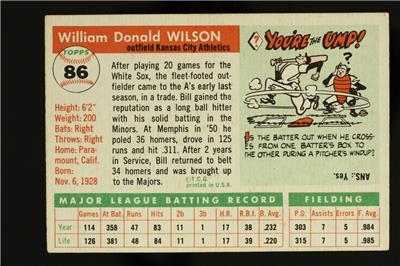 William Donald WILSON
outfield Kansas City Athletics
TOPPS
86
Height: 6'2"
Weight: 200
Bats: Right
Throws: Right
Home: Para-
mount, Calif.
Born:
Nov. 6, 1928
After playing 20 games for the
White Sox, the fleet-footed out-
fielder came to the A's early last
season, in a trade. Bill gained the
reputation as a long ball hitter
with his solid batting in the
Minors. At Memphis in '50 he
poled 36 homers, drove in 125
runs and hit .311. After 2 years
in Service, Bill returned to belt
34 homers and was brought up
to the Majors.
© T. C. G.
printed in U.S.A.
?
YOU'RE THE UMP!
IS THE BATTER OUT WHEN HE CROSS-
ES FROM ONE BATTER'S BOX TO
THE OTHER DURING A PITCHER'S WINDUP?
ANS.: Yes.
MAJOR LEAGUE BATTING RECORD
FIELDING
Games At Bat. Runs Hits 2b 3b H.R. R.B.I. B. Avg. P.O. Assists Errors F. Avg.
Year 114 358 47 83 11 1 17 38 .232 303 7 5 .984
Life 126 381 48 84 11 1 17 39 .220 315 7 5 .985